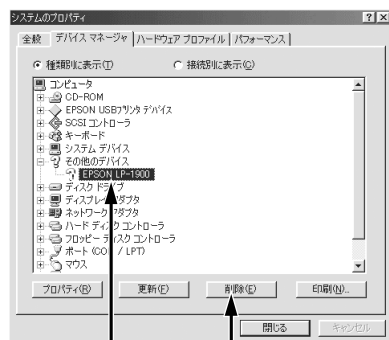 システムのプロパティ
全般 デバイス マネージャ ハードウェア プロファイル パフォーマンス
種類別に表示(T) 接続別に表示(C)
コンピュータ
CD-ROM
EPSON USBプリンタ デバイス
SCSI コントローラ
キーボード
システム デバイス
その他のデバイス
EPSON LP-1900
ディスク ドライブ
ディスプレイ アダプタ
ネットワーク アダプタ
ハード ディスク コントローラ
フロッピー ディスク コントローラ
ポート (COM / LPT)
マウス
プロパティ(R) 更新(F) 削除(E) 印刷(N)...
閉じる キャンセル